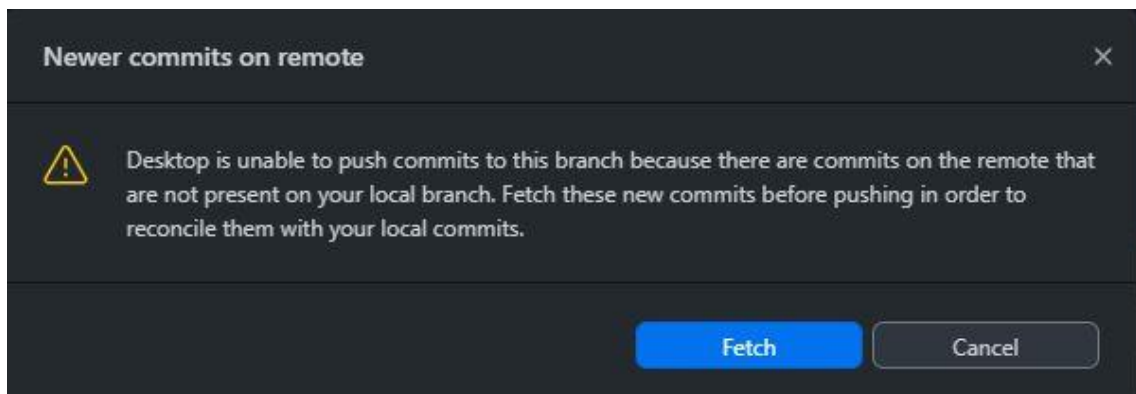 Newer commits on remote
Desktop is unable to push commits to this branch because there are commits on the remote that
are not present on your local branch. Fetch these new commits before pushing in order to
reconcile them with your local commits.
Fetch Cancel